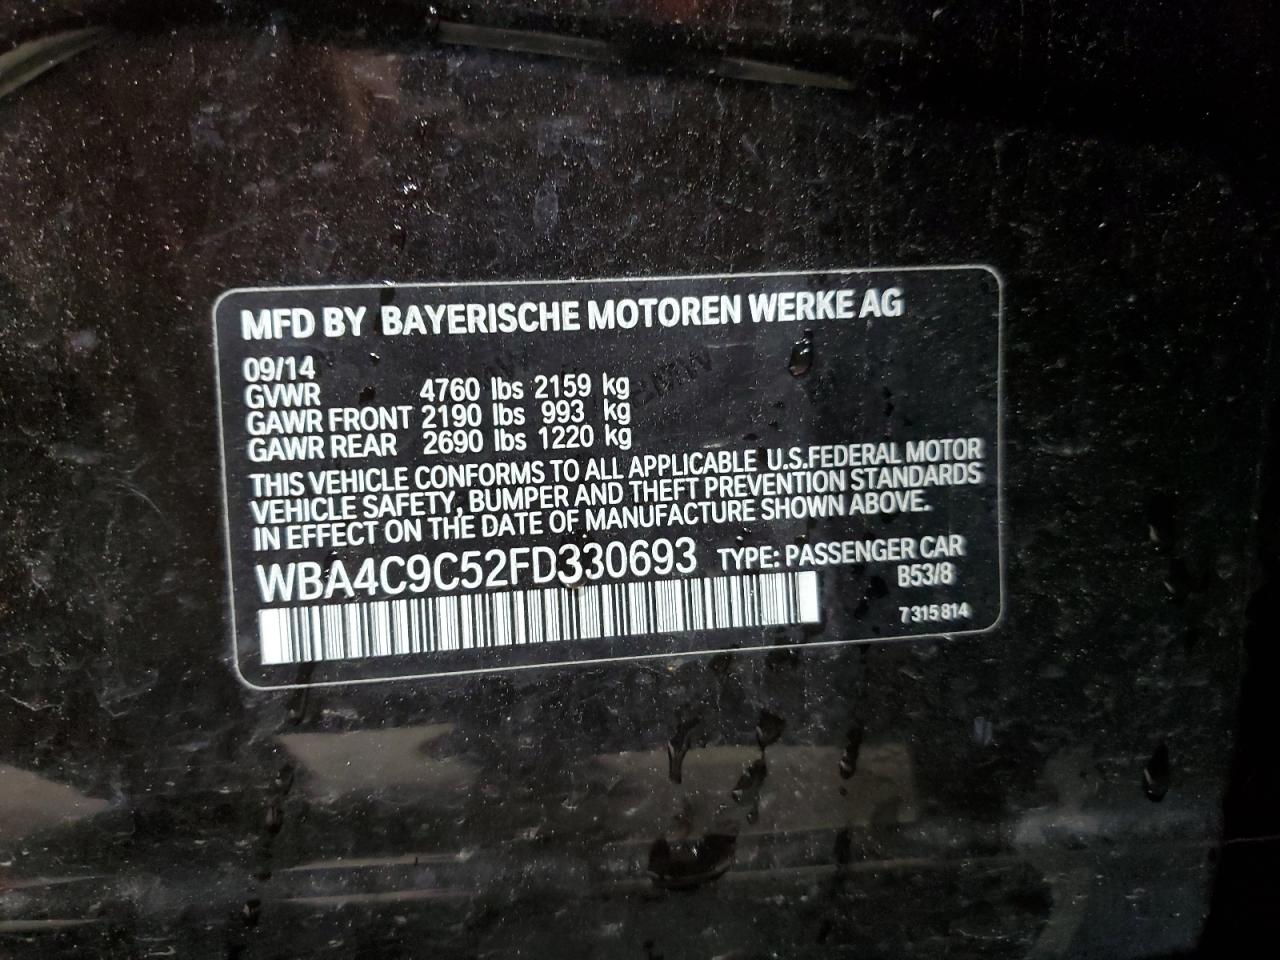 MFD BY BAYERISCHE MOTOREN WERKE AG
09/14
GVWR 4760 lbs 2159 kg
GAWR FRONT 2190 lbs 993 kg
GAWR REAR 2690 lbs 1220 kg
THIS VEHICLE CONFORMS TO ALL APPLICABLE U.S.FEDERAL MOTOR
VEHICLE SAFETY, BUMPER AND THEFT PREVENTION STANDARDS
IN EFFECT ON THE DATE OF MANUFACTURE SHOWN ABOVE.
WBA4C9C52FD330693 TYPE: PASSENGER CAR
B53/8
7 315 814